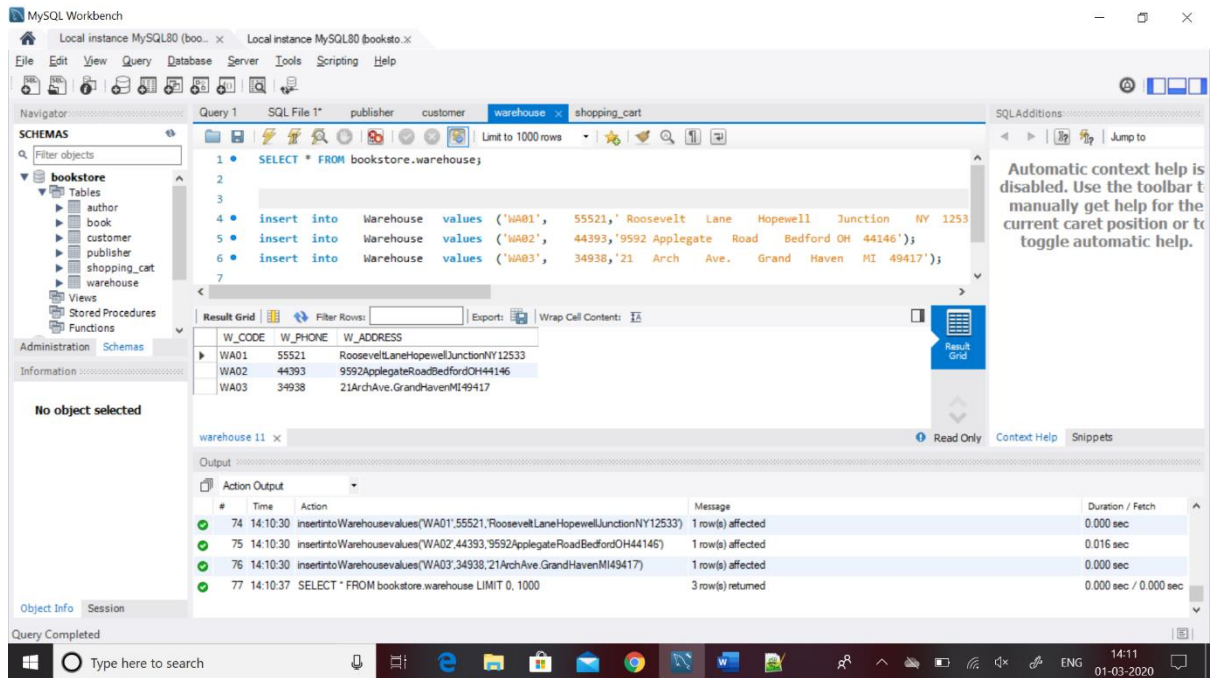 MySQL Workbench
Local instance MySQL80 (boo... × Local instance MySQL80 (booksto.×
File Edit View Query Database Server Tools Scripting Help
Navigator
Query 1 SQL File 1* publisher customer warehouse × shopping_cart
SQLAdditions
SCHEMAS
Filter objects
Limit to 1000 rows
Jump to
bookstore
Tables
author
book
customer
publisher
shopping_cat
warehouse
Views
Stored Procedures
Functions
1 SELECT * FROM bookstore.warehouse;
2
3
4 insert into Warehouse values ('WA01', 55521,' Roosevelt Lane Hopewell Junction NY 1253
5 insert into Warehouse values ('WA02', 44393,'9592 Applegate Road Bedford OH 44146');
6 insert into Warehouse values ('WA03', 34938,'21 Arch Ave. Grand Haven MI 49417');
7
Automatic context help is
disabled. Use the toolbar t
manually get help for the
current caret position or to
toggle automatic help.
Administration Schemas
Information
No object selected
Result Grid Filter Rows: Export: Wrap Cell Content:
W_CODE W_PHONE W_ADDRESS
WA01 55521 RooseveltLaneHopewellJunctionNY12533
WA02 44393 9592ApplegateRoadBedfordOH44146
WA03 34938 21ArchAve.GrandHavenMI49417
Result
Grid
warehouse 11 ×
Read Only
Context Help Snippets
Output
Action Output
# Time Action Message Duration / Fetch
74 14:10:30 insertintoWarehousevalues('WA01',55521,'RooseveltLaneHopewellJunctionNY12533') 1 row(s) affected 0.000 sec
75 14:10:30 insertintoWarehousevalues('WA02',44393,'9592ApplegateRoadBedfordOH44146') 1 row(s) affected 0.016 sec
76 14:10:30 insertintoWarehousevalues('WA03',34938,'21ArchAve.GrandHavenMI49417') 1 row(s) affected 0.000 sec
77 14:10:37 SELECT * FROM bookstore.warehouse LIMIT 0, 1000 3 row(s) returned 0.000 sec / 0.000 sec
Object Info Session
Query Completed
Type here to search
ENG
14:11
01-03-2020